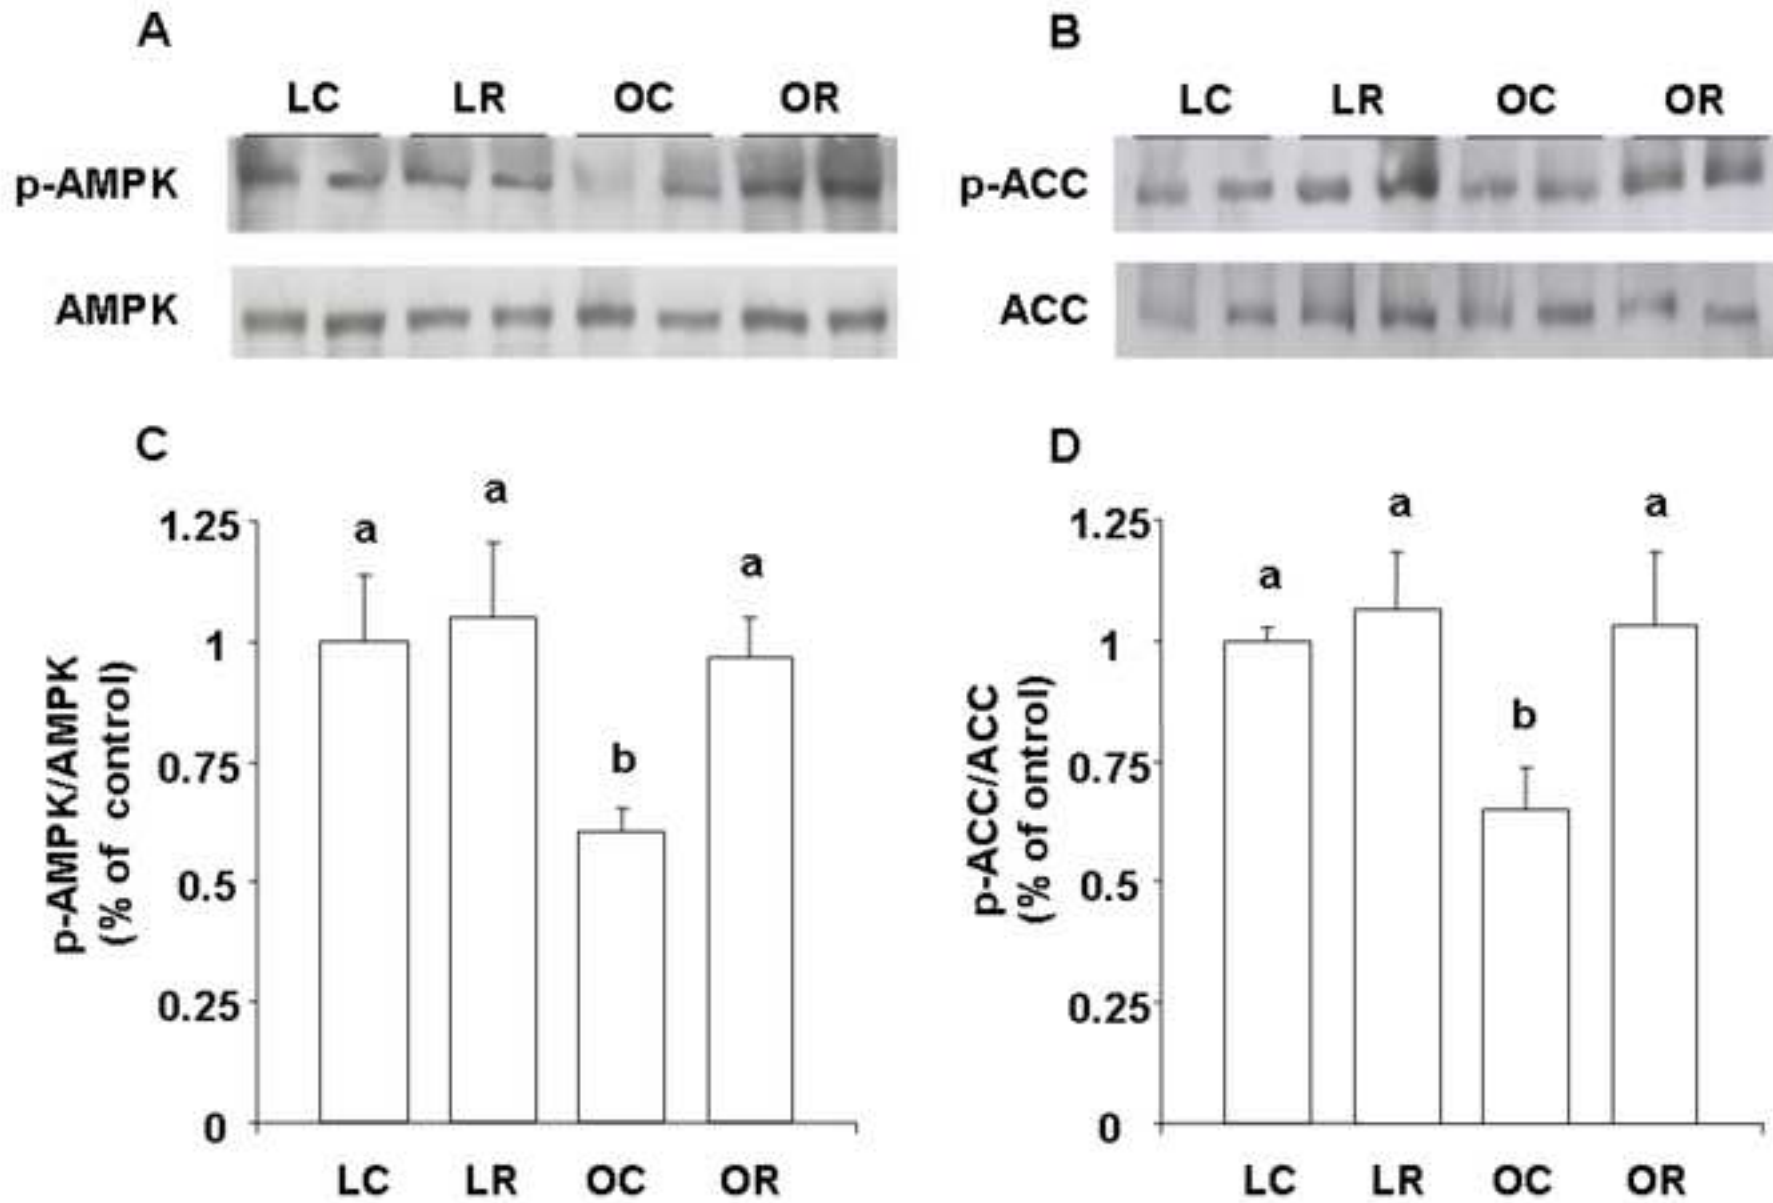 A
LC LR OC OR
p-AMPK
AMPK
B
LC LR OC OR
p-ACC
ACC
C
p-AMPK/AMPK
(% of control)
1.25
1
0.75
0.5
0.25
0
a a b a
LC LR OC OR
D
p-ACC/ACC
(% of ontrol)
1.25
1
0.75
0.5
0.25
0
a a b a
LC LR OC OR